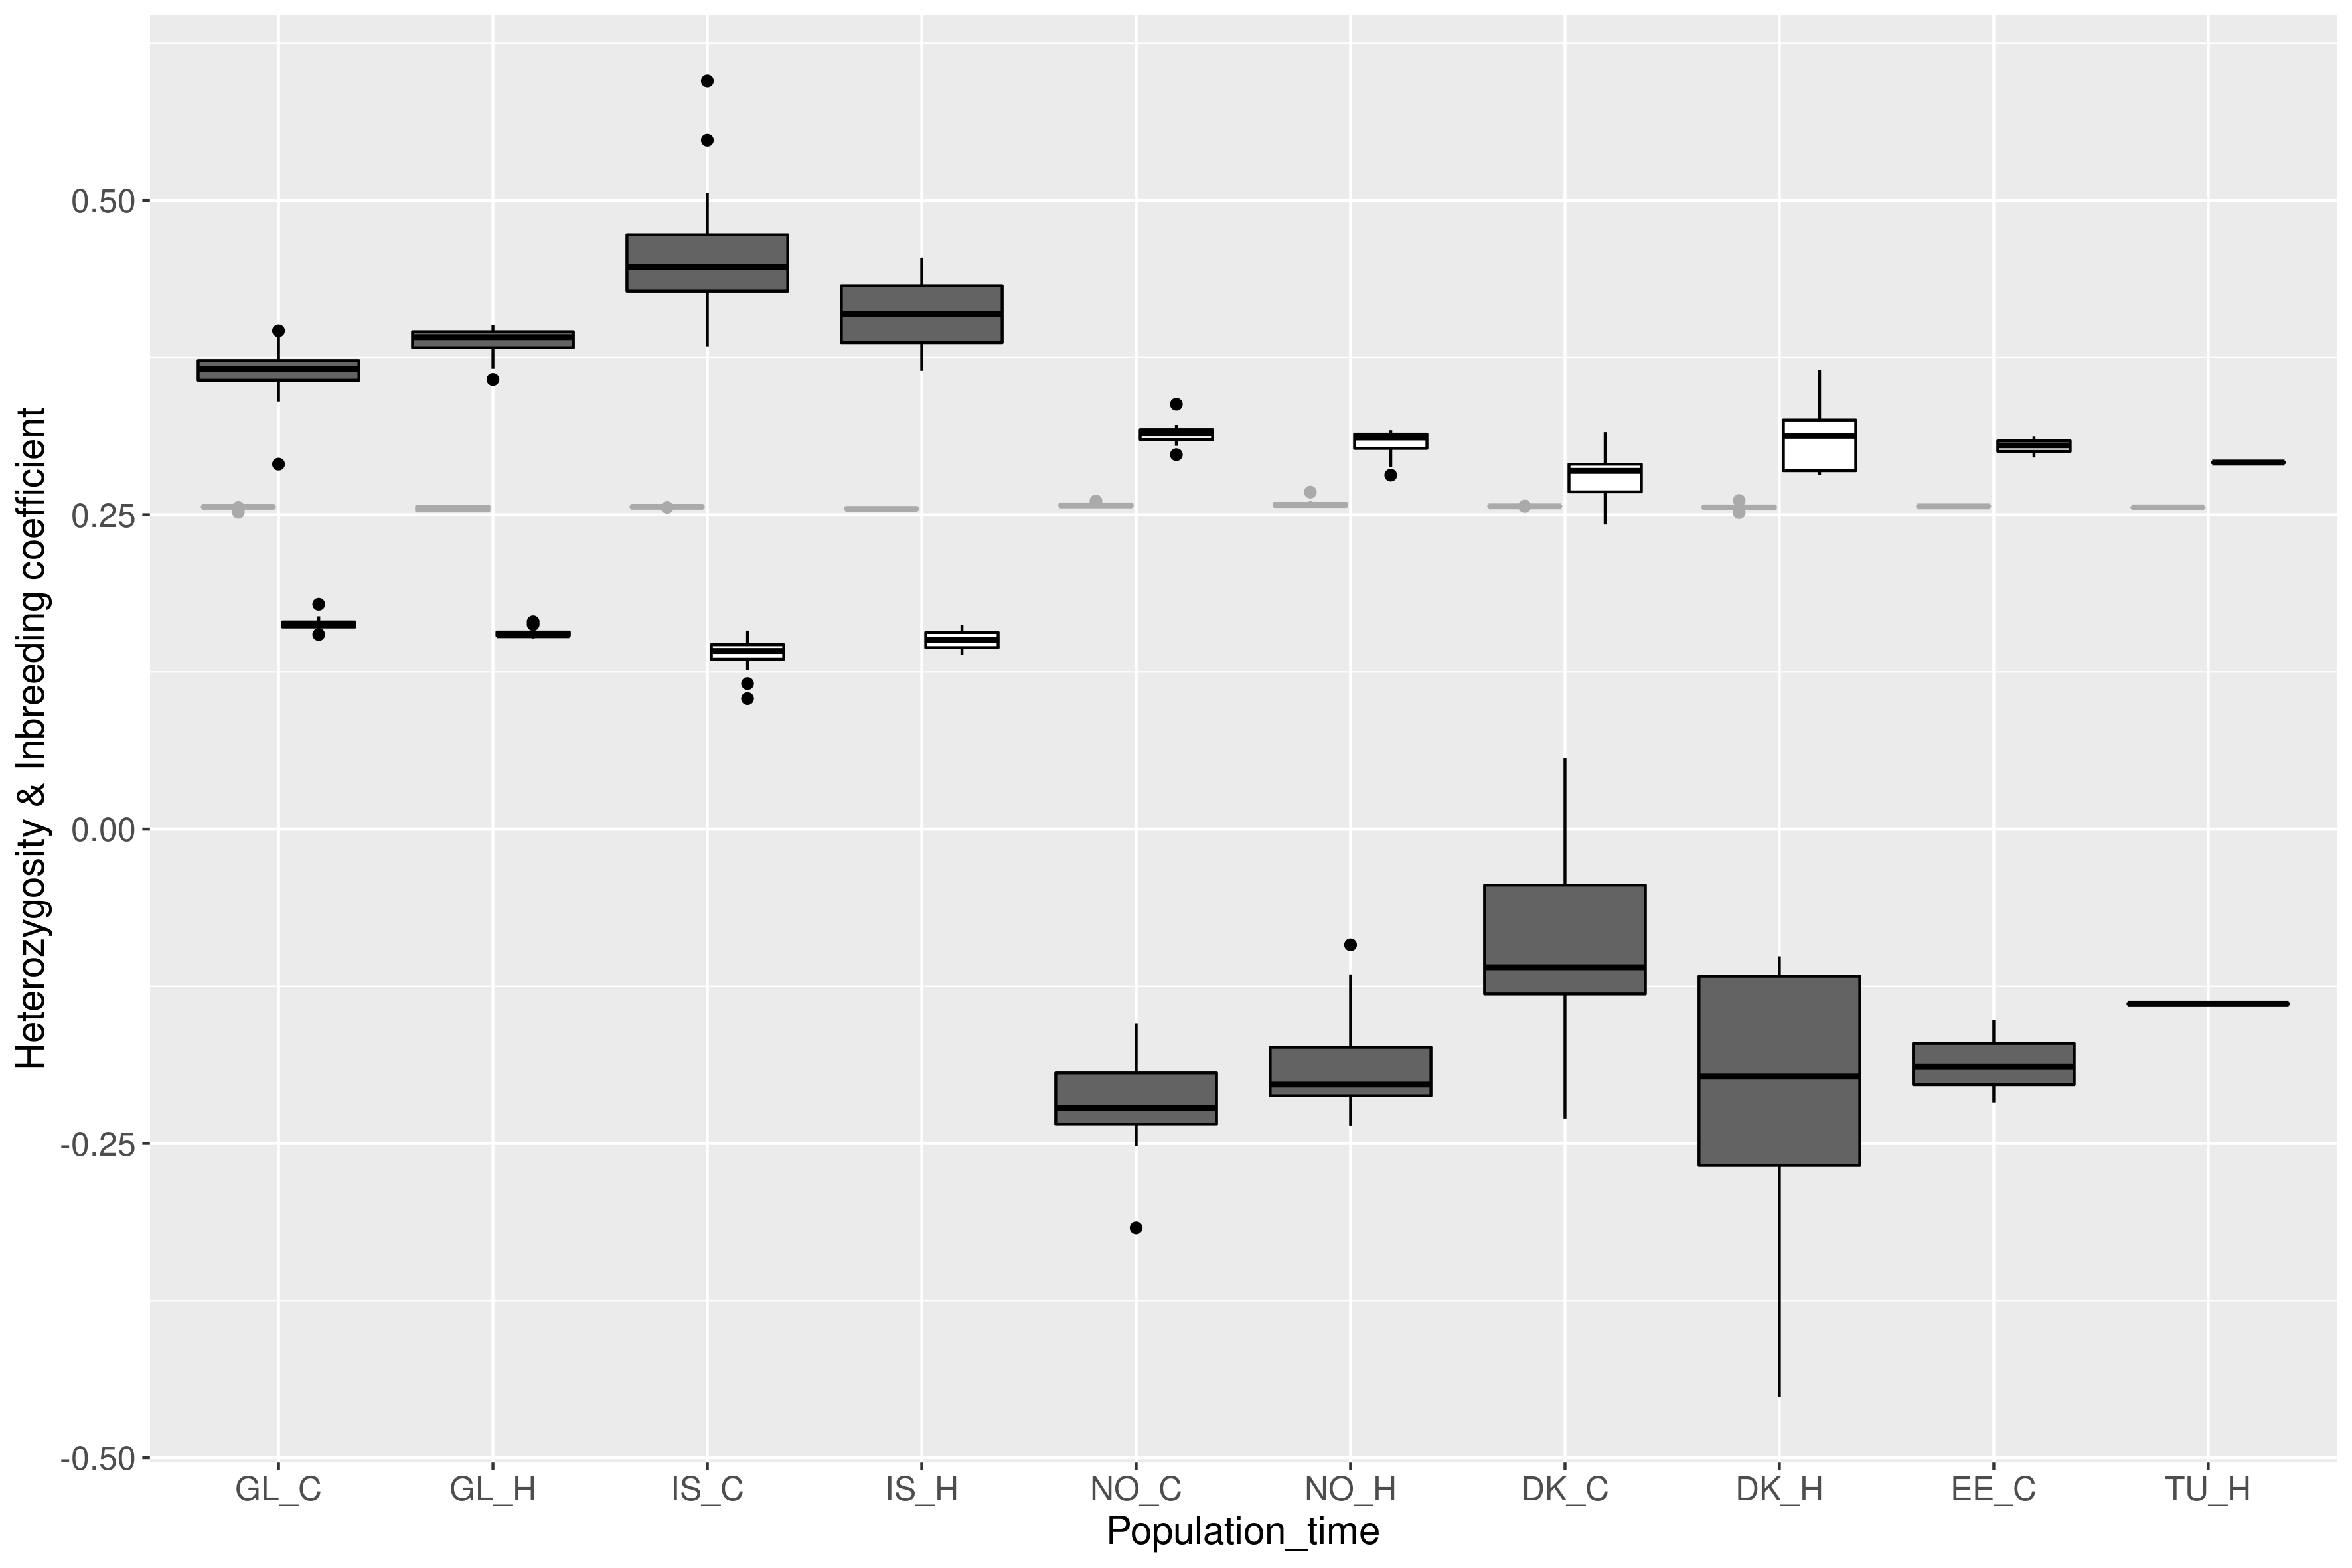 Heterozygosity & Inbreeding coefficient
0.50
0.25
0.00
-0.25
-0.50
GL_C GL_H IS_C IS_H NO_C NO_H DK_C DK_H EE_C TU_H
Population_time